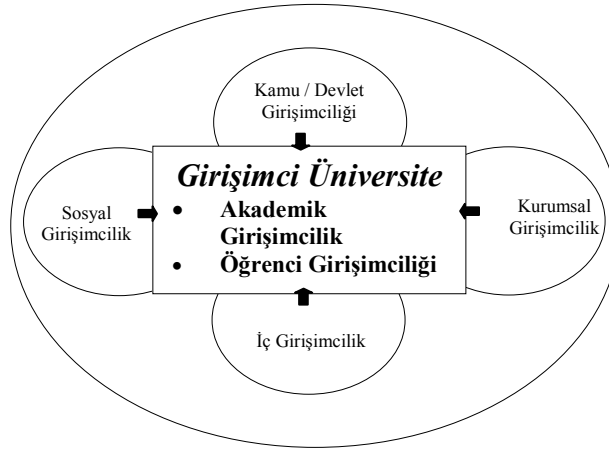 Kamu / Devlet
Girişimciliği
Girişimci Üniversite
• Akademik
Girişimcilik
• Öğrenci Girişimciliği
Sosyal
Girişimcilik
Kurumsal
Girişimcilik
İç Girişimcilik